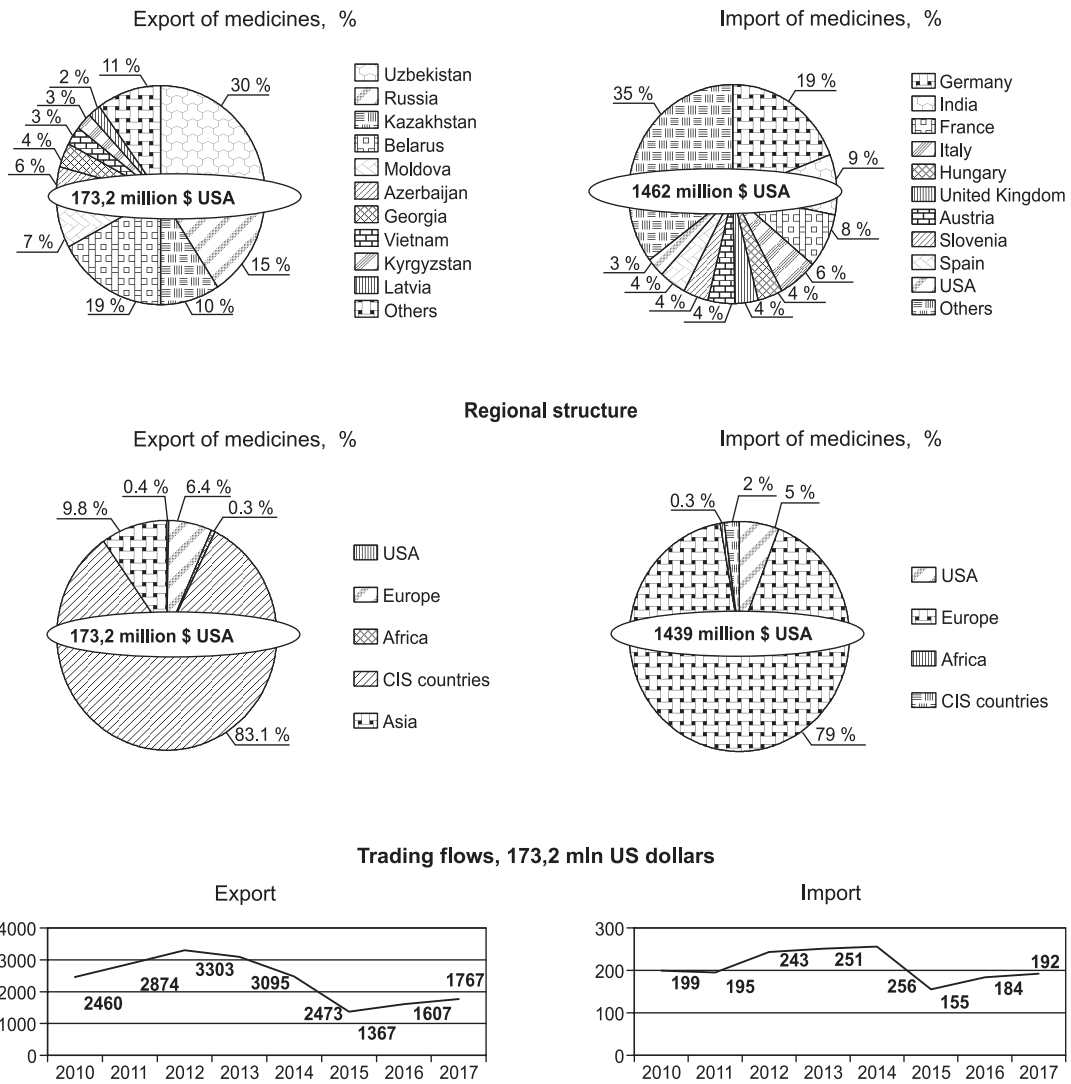 Export of medicines, %
30 %
15 %
10 %
19 %
7 %
6 %
4 %
3 %
3 %
2 %
11 %
173,2 million $ USA
Uzbekistan
Russia
Kazakhstan
Belarus
Moldova
Azerbaijan
Georgia
Vietnam
Kyrgyzstan
Latvia
Others
Import of medicines, %
19 %
9 %
8 %
6 %
4 %
4 %
4 %
4 %
4 %
3 %
35 %
1462 million $ USA
Germany
India
France
Italy
Hungary
United Kingdom
Austria
Slovenia
Spain
USA
Others
Regional structure
Export of medicines, %
0.4 %
6.4 %
0.3 %
9.8 %
83.1 %
173,2 million $ USA
USA
Europe
Africa
CIS countries
Asia
Import of medicines, %
0.3 %
2 %
5 %
79 %
1439 million $ USA
USA
Europe
Africa
CIS countries
Trading flows, 173,2 mln US dollars
Export
4000
3000
2000
1000
0
2460
2874
3303
3095
2473
1367
1607
1767
2010 2011 2012 2013 2014 2015 2016 2017
Import
300
200
100
0
199
195
243
251
256
155
184
192
2010 2011 2012 2013 2014 2015 2016 2017